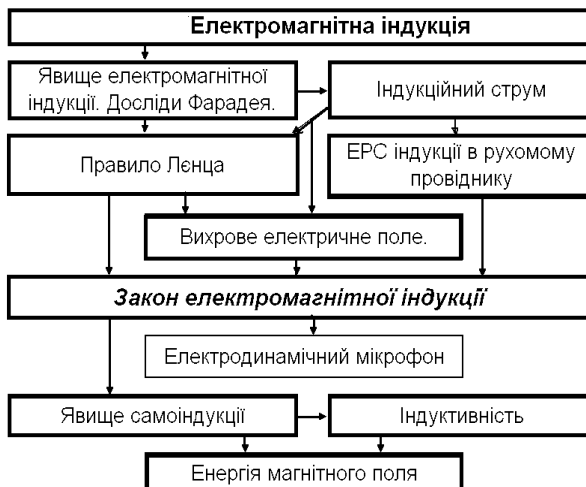 Електромагнітна індукція
Явище електромагнітної
індукції. Досліди Фарадея.
Індукційний струм
Правило Лєнца
ЕРС індукції в рухомому
провіднику
Вихрове електричне поле.
Закон електромагнітної індукції
Електродинамічний мікрофон
Явище самоіндукції
Індуктивність
Енергія магнітного поля